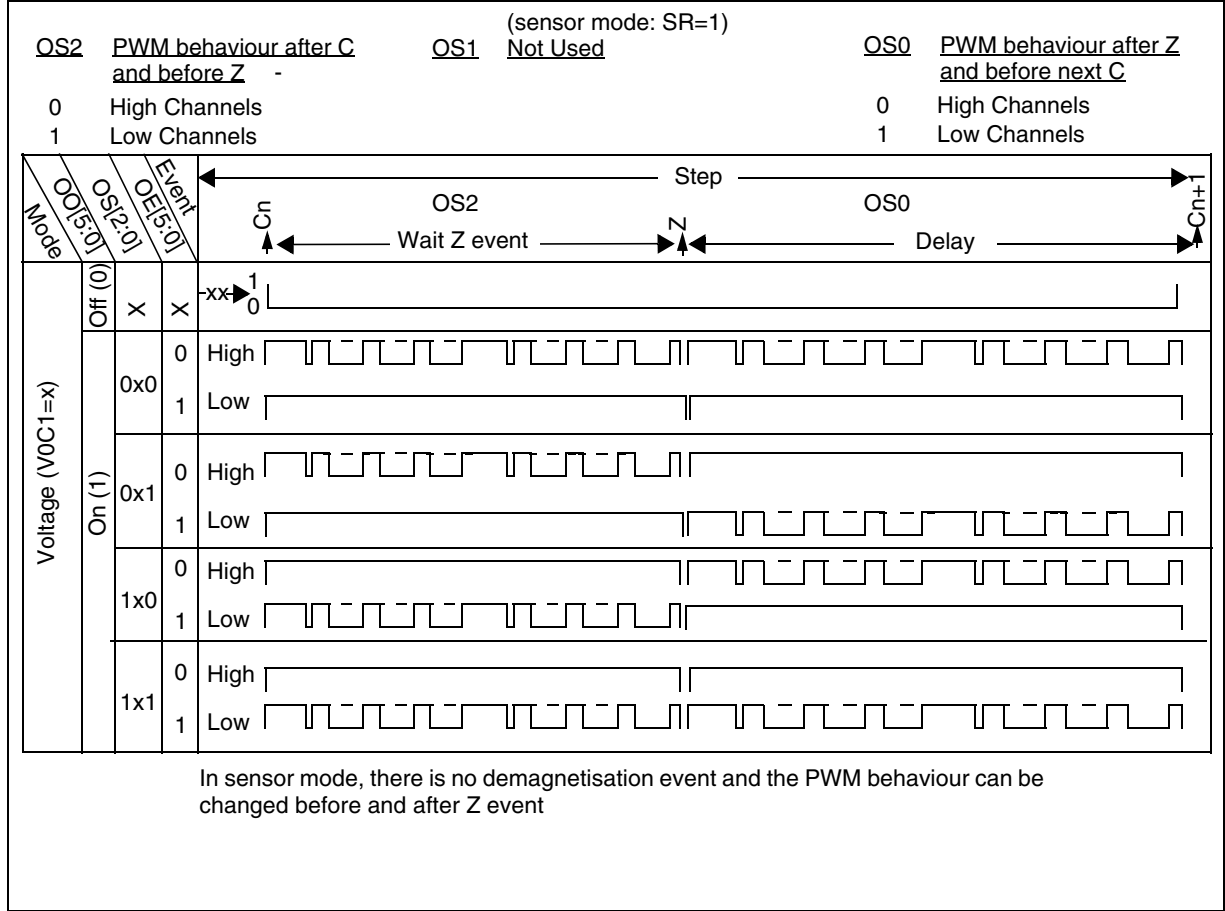 (sensor mode: SR=1)
OS2 PWM behaviour after C and before Z -
0 High Channels
1 Low Channels
OS1 Not Used
OS0 PWM behaviour after Z and before next C
0 High Channels
1 Low Channels
Mode
OO[5:0]
OS[2:0]
OE[5:0]
Event
Step
Cn
OS2
Wait Z event
Z
OS0
Delay
Cn+1
Voltage (V0C1=x)
Off (0)
X
X
xx
1
0
On (1)
0x0
0 High
1 Low
0x1
0 High
1 Low
1x0
0 High
1 Low
1x1
0 High
1 Low
In sensor mode, there is no demagnetisation event and the PWM behaviour can be
changed before and after Z event